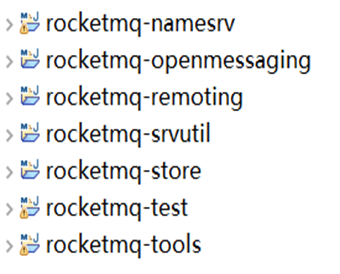 rocketmq-namesrv
rocketmq-openmessaging
rocketmq-remoting
rocketmq-srvutil
rocketmq-store
rocketmq-test
rocketmq-tools